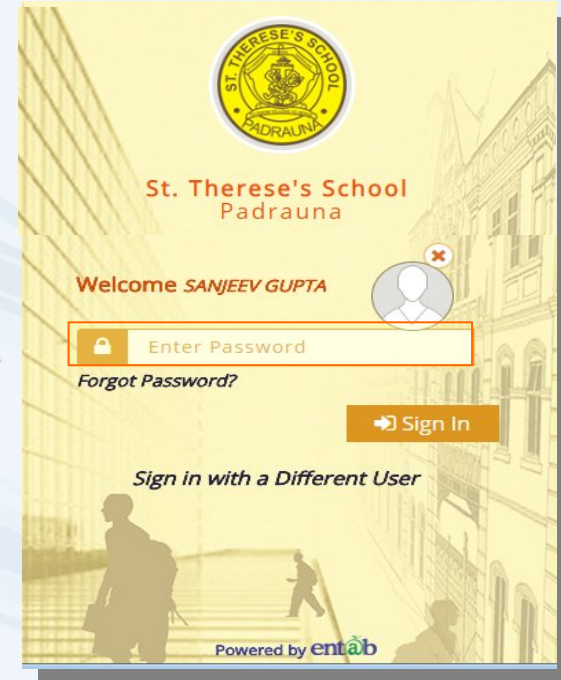 ST. THERESE'S SCHOOL
• PADRAUNA •
St. Therese's School
Padrauna
Welcome SANJEEV GUPTA
Enter Password
Forgot Password?
Sign In
Sign in with a Different User
Powered by entab